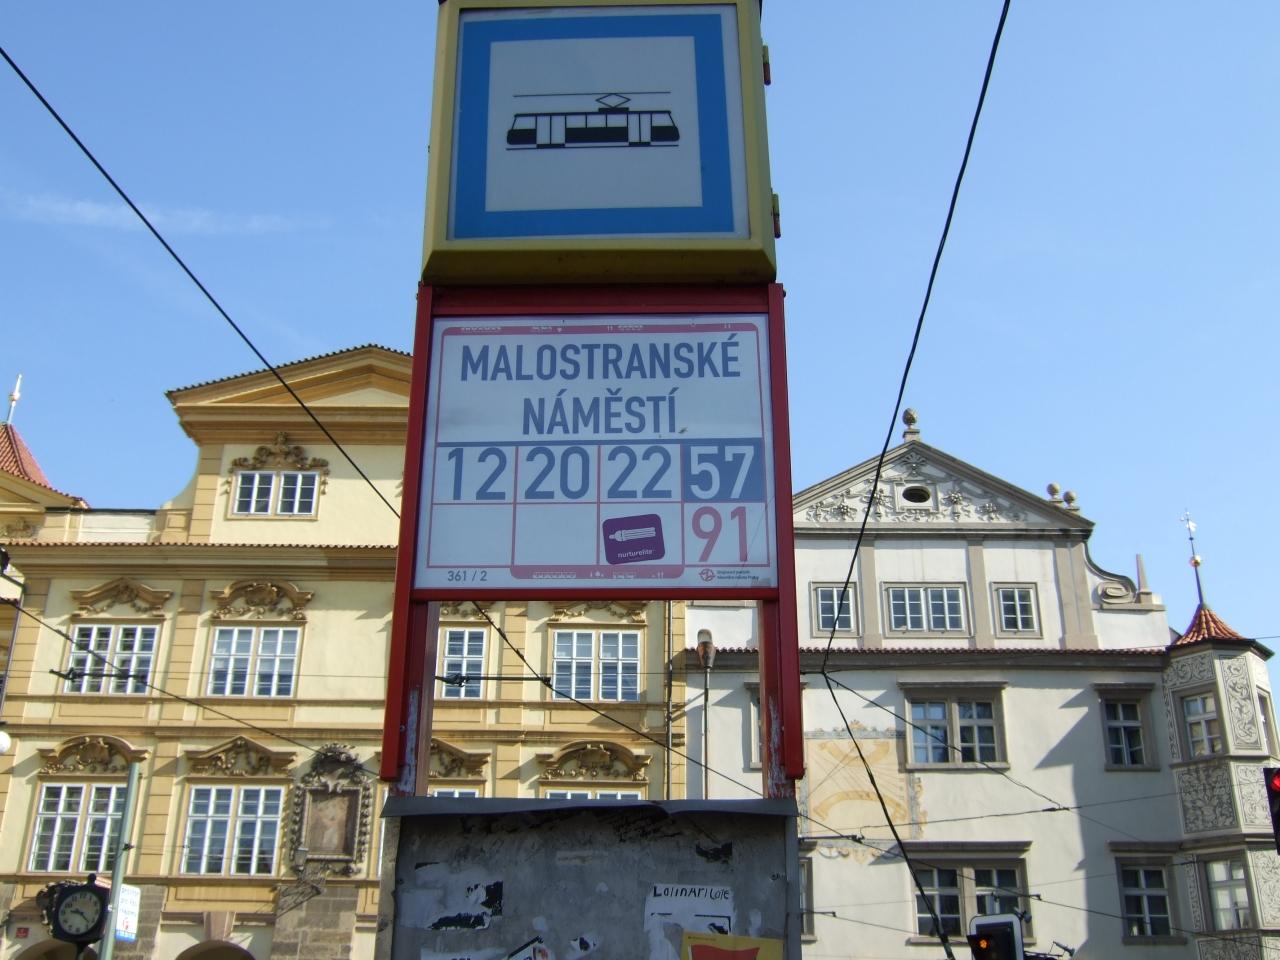 MALOSTRANSKÉ
NÁMĚSTÍ
12 20 22 57
91
nurturelite
361 / 2